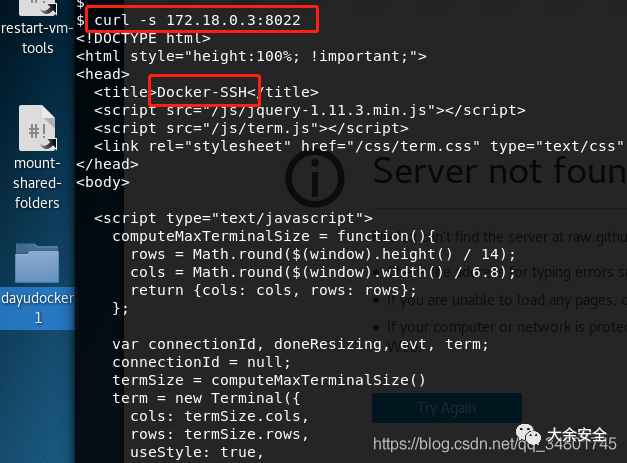 $
restart-vm-
tools
$ curl -s 172.18.0.3:8022
<!DOCTYPE html>
<html style="height:100%; !important;">
<head>
<title>Docker-SSH</title>
<script src="/js/jquery-1.11.3.min.js"></script>
<script src="/js/term.js"></script>
<link rel="stylesheet" href="/css/term.css" type="text/css"
</head>
<body>
#!
mount-
shared-
folders
Server not foun
<script type="text/javascript">
computeMaxTerminalSize = function(){
rows = Math.round($(window).height() / 14);
cols = Math.round($(window).width() / 6.8);
return {cols: cols, rows: rows};
};
find the server at raw.githu
for typing errors s
If you are unable to load any pages, c
If your computer or network is prote
dayudocker
1
var connectionId, doneResizing, evt, term;
connectionId = null;
termSize = computeMaxTerminalSize()
term = new Terminal({
cols: termSize.cols,
rows: termSize.rows,
useStyle: true,
Try Again
大余安全
https://blog.csdn.net/qq_34801745